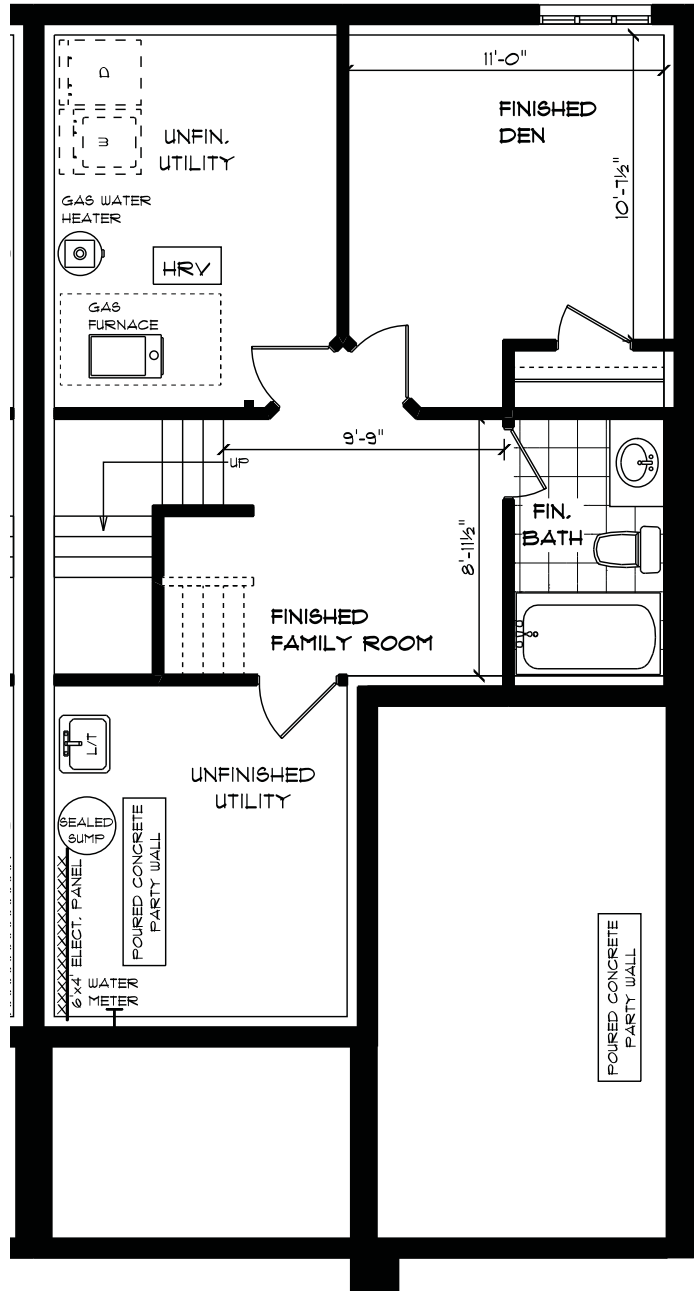 D
W
UNFIN.
UTILITY
GAS WATER
HEATER
HRV
GAS
FURNACE
11'-0"
FINISHED
DEN
10'-7½"
9'-9"
UP
8'-11½"
FIN.
BATH
FINISHED
FAMILY ROOM
L/T
UNFINISHED
UTILITY
SEALED
SUMP
POURED CONCRETE
PARTY WALL
6'x4' ELECT. PANEL
WATER
METER
POURED CONCRETE
PARTY WALL